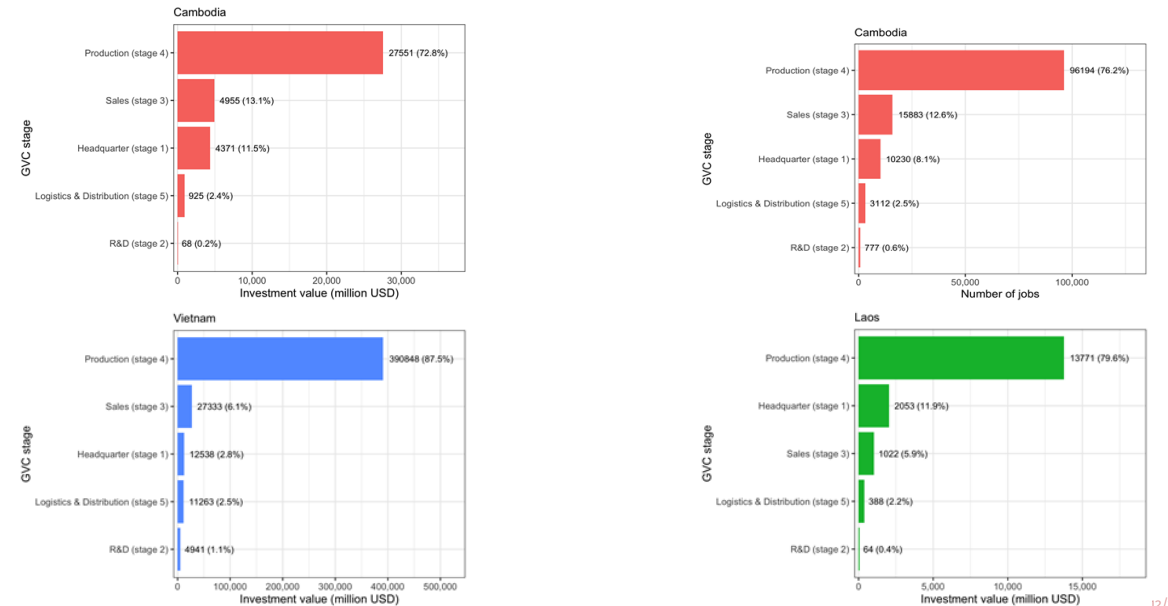 Cambodia
GVC stage
Production (stage 4)
27551 (72.8%)
Sales (stage 3)
4955 (13.1%)
Headquarter (stage 1)
4371 (11.5%)
Logistics & Distribution (stage 5)
925 (2.4%)
R&D (stage 2)
68 (0.2%)
0 10,000 20,000 30,000
Investment value (million USD)
Cambodia
GVC stage
Production (stage 4)
96194 (76.2%)
Sales (stage 3)
15883 (12.6%)
Headquarter (stage 1)
10230 (8.1%)
Logistics & Distribution (stage 5)
3112 (2.5%)
R&D (stage 2)
777 (0.6%)
0 50,000 100,000
Number of jobs
Vietnam
GVC stage
Production (stage 4)
390848 (87.5%)
Sales (stage 3)
27333 (6.1%)
Headquarter (stage 1)
12538 (2.8%)
Logistics & Distribution (stage 5)
11263 (2.5%)
R&D (stage 2)
4941 (1.1%)
0 100,000 200,000 300,000 400,000 500,000
Investment value (million USD)
Laos
GVC stage
Production (stage 4)
13771 (79.6%)
Headquarter (stage 1)
2053 (11.9%)
Sales (stage 3)
1022 (5.9%)
Logistics & Distribution (stage 5)
388 (2.2%)
R&D (stage 2)
64 (0.4%)
0 5,000 10,000 15,000
Investment value (million USD)